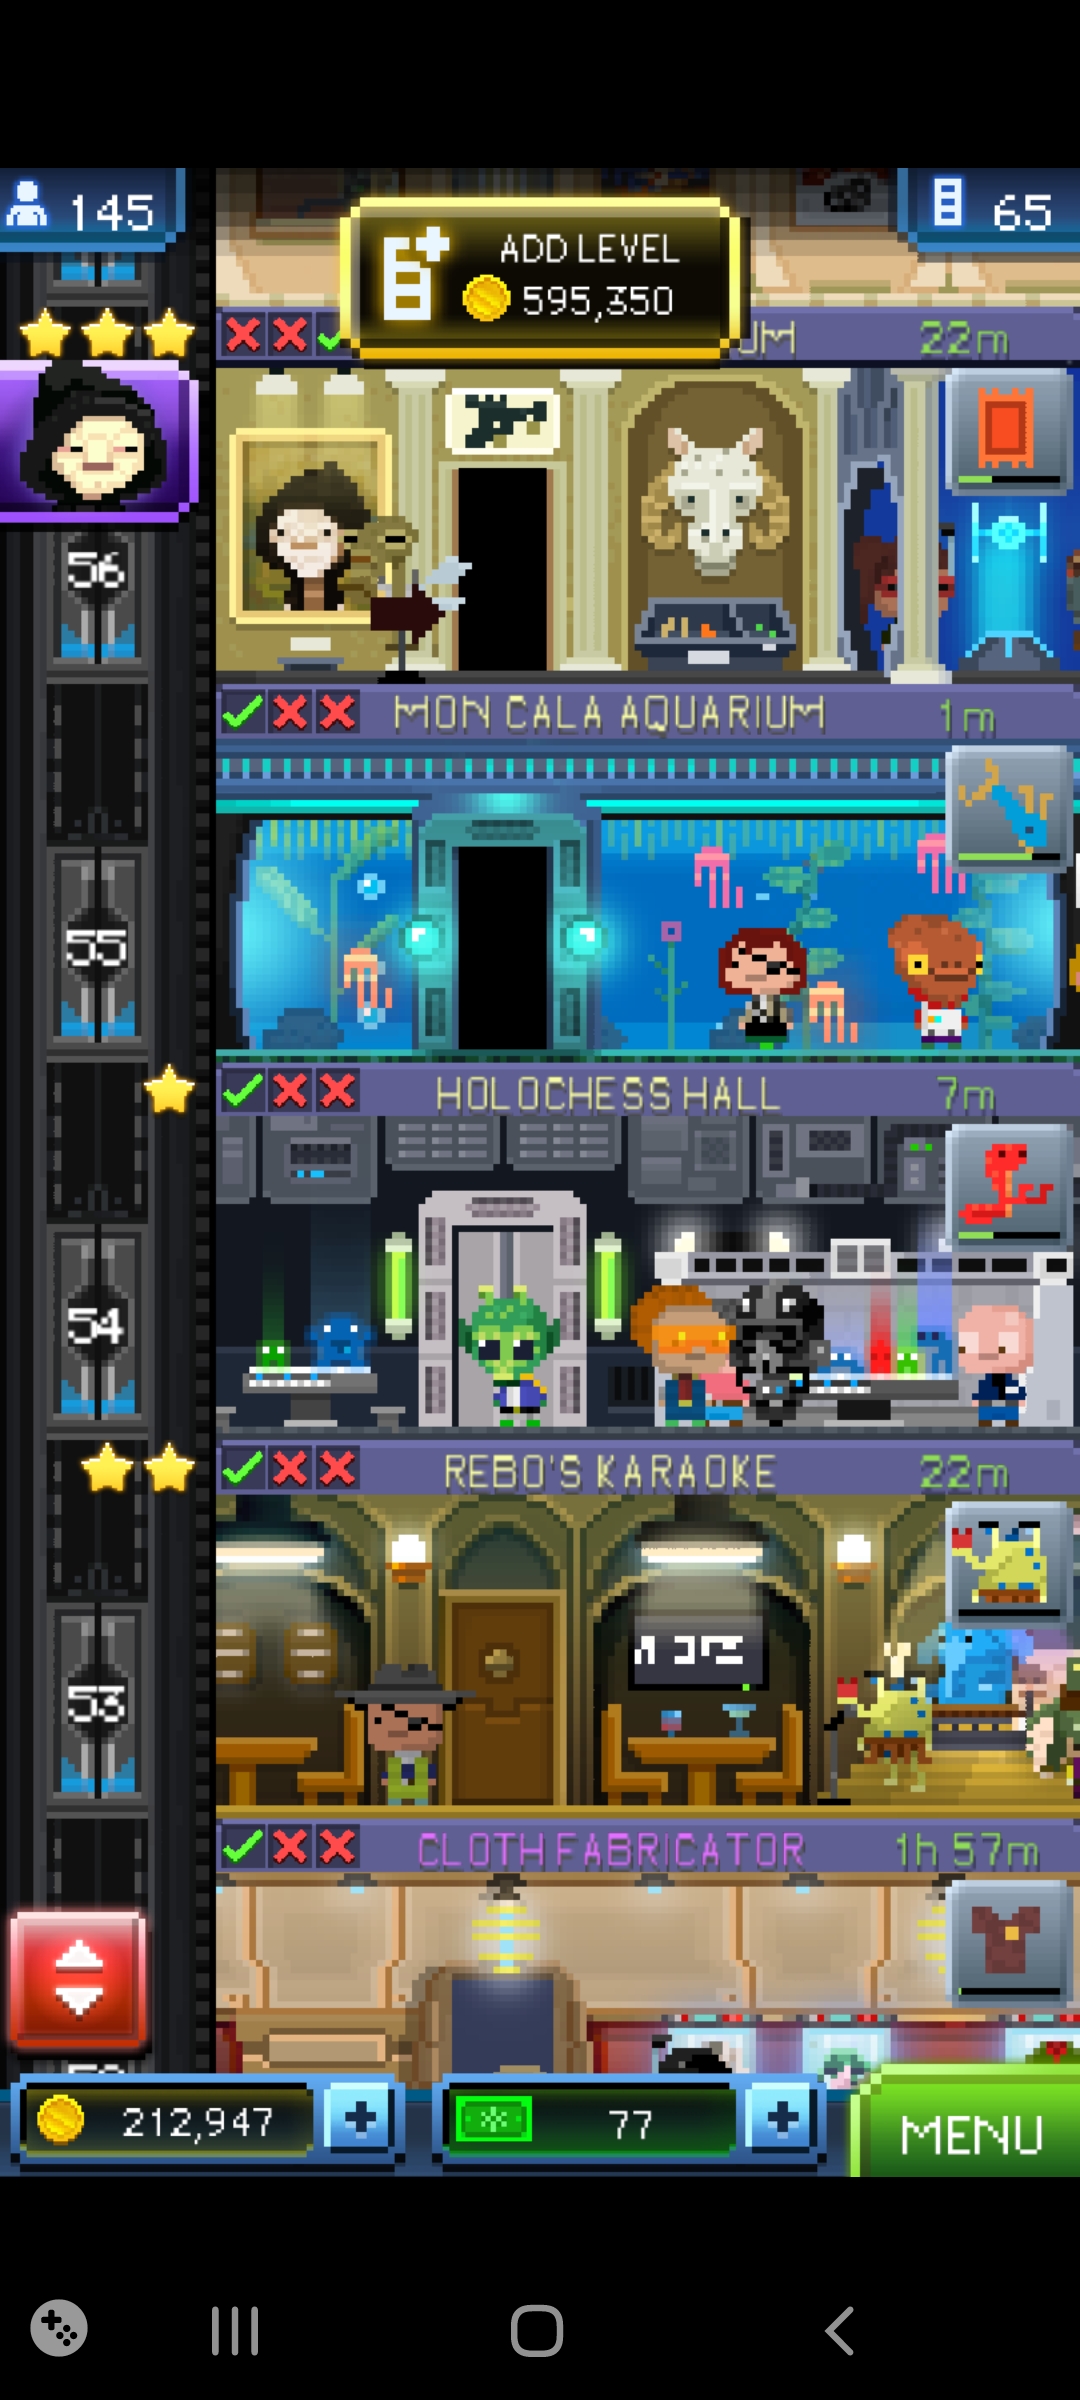 145
ADD LEVEL
595,350
65
UM 22m
56
MON CALA AQUARIUM 1m
55
HOLOCHESS HALL 7m
54
REBO'S KARAOKE 22m
53
CLOTH FABRICATOR 1h 57m
212,947
77
MENU